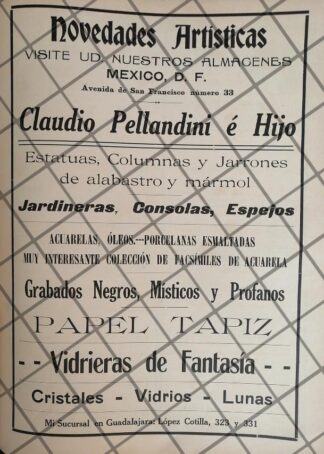 Novedades Artísticas
VISITE UD. NUESTROS ALMACENES
MEXICO, D. F.
Avenida de San Francisco número 33
Claudio Pellandini é Hijo
Estatuas, Columnas y Jarrones
de alabastro y mármol
Jardineras, Consolas, Espejos
ACUARELAS, ÓLEOS.--PORCELANAS ESMALTADAS
MUY INTERESANTE COLECCIÓN DE FACSÍMILES DE ACUARELA
Grabados Negros, Místicos y Profanos
PAPEL TAPIZ
- - Vidrieras de Fantasía - -
Cristales - Vidrios - Lunas
Mi Sucursal en Guadalajara: López Cotilla, 323 y 331